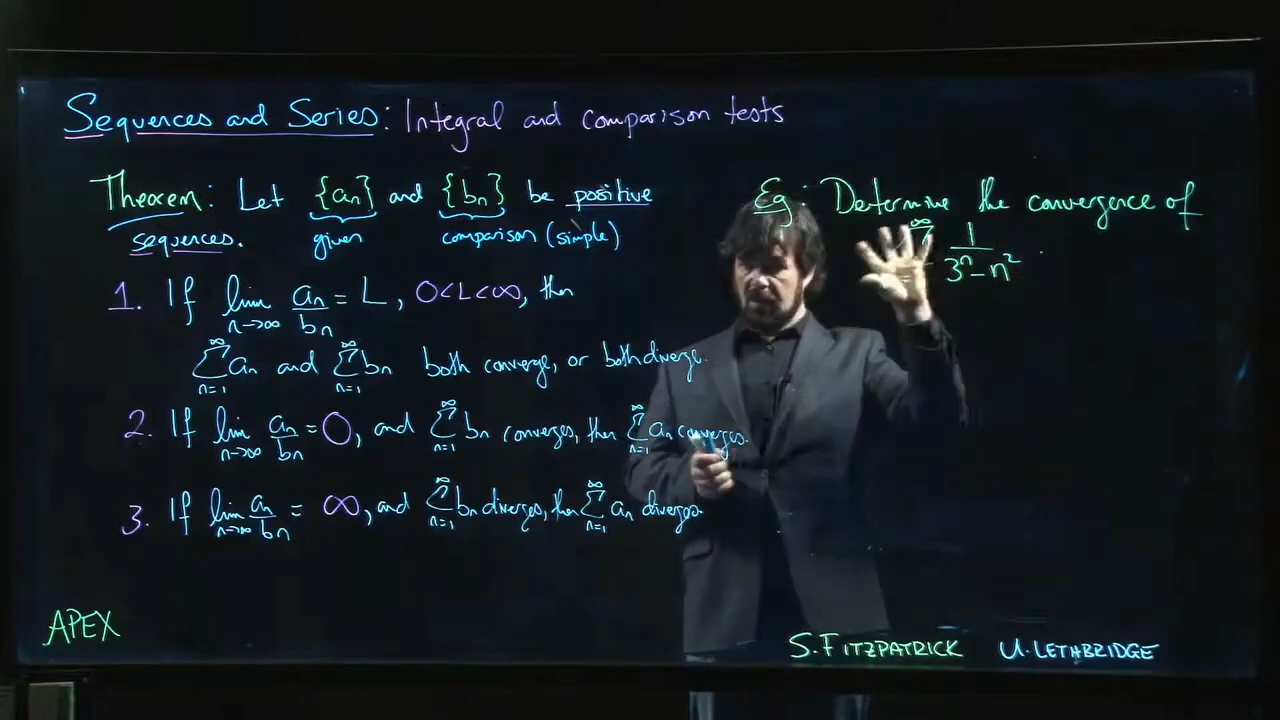 Sequences and Series: Integral and comparison tests
Theorem: Let {an} and {bn} be positive
sequences. given comparison (simple)
1. If lim n→∞ an/bn = L, 0<L<∞, then
∞ Σ n=1 an and ∞ Σ n=1 bn both converge, or both diverge.
2. If lim n→∞ an/bn = 0, and ∞ Σ n=1 bn converges, then ∞ Σ n=1 an converges.
3. If lim n→∞ an/bn = ∞, and ∞ Σ n=1 bn diverges, then ∞ Σ n=1 an diverges.
Eg: Determine the convergence of
∞ 1/(3^n - n^2) .
APEX
S. FITZPATRICK U. LETHBRIDGE